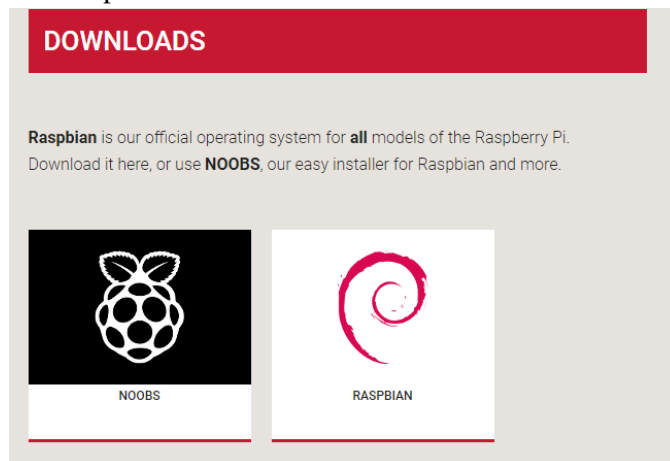 DOWNLOADS
Raspbian is our official operating system for all models of the Raspberry Pi.
Download it here, or use NOOBS, our easy installer for Raspbian and more.
NOOBS
RASPBIAN